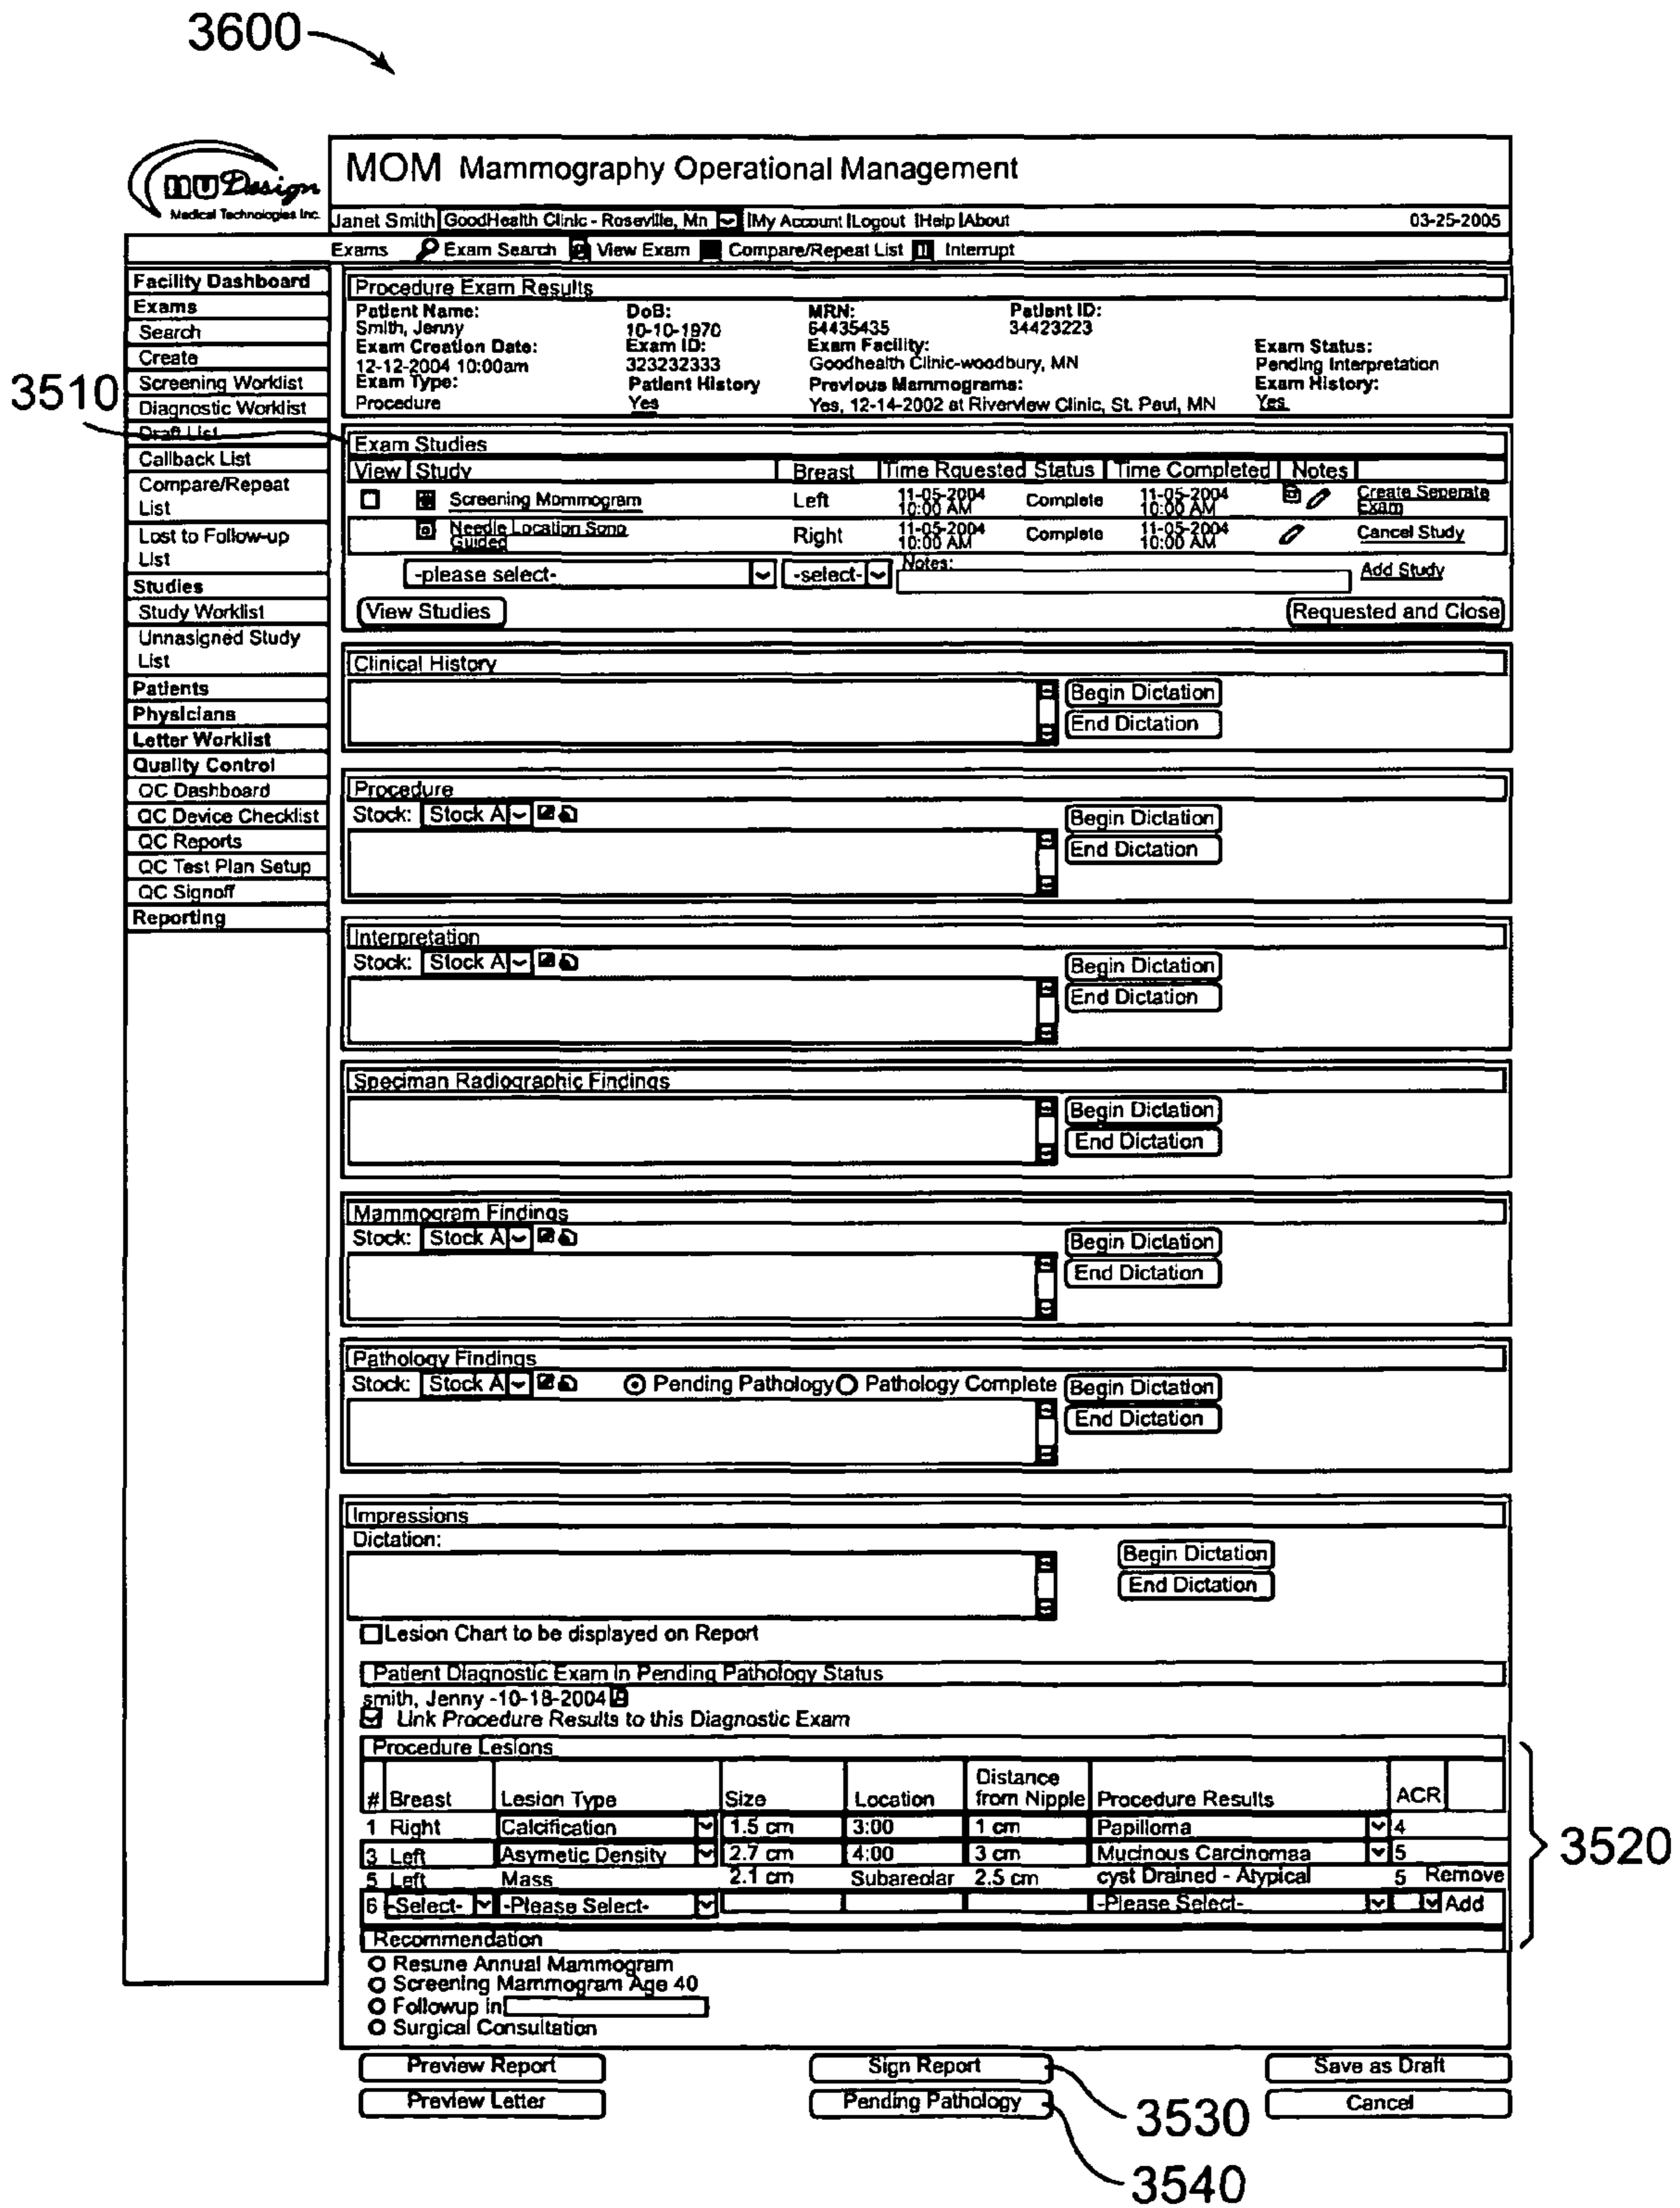 3600
nu Design
Medical Technologies Inc.
MOM Mammography Operational Management
Janet Smith GoodHealth Clinic - Roseville, Mn |My Account |Logout |Help |About 03-25-2005
Exams Exam Search View Exam Compare/Repeat List Interrupt
Facility Dashboard
Exams
Search
Create
Screening Worklist
Diagnostic Worklist
Draft List
Callback List
Compare/Repeat
List
Lost to Follow-up
List
Studies
Study Worklist
Unnasigned Study
List
Patients
Physicians
Letter Worklist
Quality Control
QC Dashboard
QC Device Checklist
QC Reports
QC Test Plan Setup
QC Signoff
Reporting
3510
Procedure Exam Results
Patient Name: DoB: MRN: Patient ID:
Smith, Jenny 10-10-1970 64435435 34423223
Exam Creation Date: Exam ID: Exam Facility: Exam Status:
12-12-2004 10:00am 323232333 Goodhealth Clinic-woodbury, MN Pending Interpretation
Exam Type: Patient History Previous Mammograms: Exam History:
Procedure Yes Yes, 12-14-2002 at Riverview Clinic, St. Paul, MN Yes
Exam Studies
View Study Breast Time Rquested Status Time Completed Notes
Screening Mommogram Left 11-05-2004 10:00 AM Complete 11-05-2004 10:00 AM Create Seperate Exam
Needle Location Sono Guided Right 11-05-2004 10:00 AM Complete 11-05-2004 10:00 AM Cancel Study
-please select- -select- Notes: Add Study
View Studies Requested and Close
Clinical History
Begin Dictation
End Dictation
Procedure
Stock: Stock A Begin Dictation
End Dictation
Interpretation
Stock: Stock A Begin Dictation
End Dictation
Speciman Radiographic Findings
Begin Dictation
End Dictation
Mammogram Findings
Stock: Stock A Begin Dictation
End Dictation
Pathology Findings
Stock: Stock A Pending Pathology Pathology Complete Begin Dictation
End Dictation
Impressions
Dictation:
Begin Dictation
End Dictation
Lesion Chart to be displayed on Report
Patient Diagnostic Exam in Pending Pathology Status
smith, Jenny -10-18-2004
Link Procedure Results to this Diagnostic Exam
Procedure Lesions
# Breast Lesion Type Size Location Distance from Nipple Procedure Results ACR
1 Right Calcification 1.5 cm 3:00 1 cm Papilloma 4
3 Left Asymetic Density 2.7 cm 4:00 3 cm Mucinous Carcinomaa 5
5 Left Mass 2.1 cm Subareolar 2.5 cm cyst Drained - Atypical 5 Remove
6 -Select- -Please Select- -Please Select- Add
3520
Recommendation
Resune Annual Mammogram
Screening Mammogram Age 40
Followup in
Surgical Consultation
Preview Report Sign Report Save as Draft
Preview Letter Pending Pathology Cancel
3530
3540